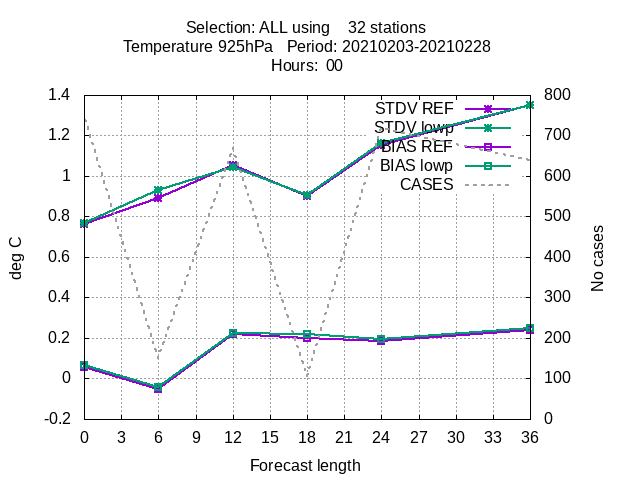 Selection: ALL using    32 stations
Temperature 925hPa   Period: 20210203-20210228
Hours:  00
STDV REF
STDV lowp
BIAS REF
BIAS lowp
CASES
1.4
1.2
1
0.8
0.6
0.4
0.2
0
-0.2
deg C
800
700
600
500
400
300
200
100
0
No cases
0 3 6 9 12 15 18 21 24 27 30 33 36
Forecast length